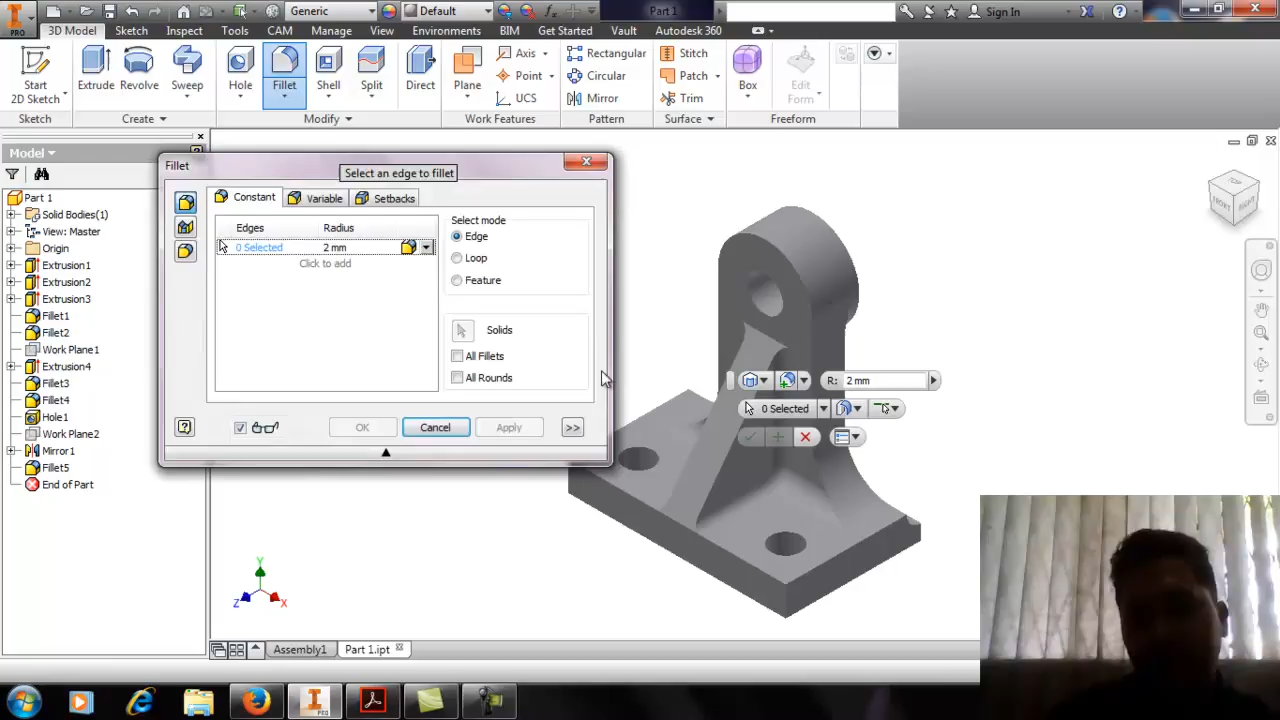 Generic
Default
Part 1
Sign In
PRO
3D Model
Sketch
Inspect
Tools
CAM
Manage
View
Environments
BIM
Get Started
Vault
Autodesk 360
Start
2D Sketch
Extrude
Revolve
Sweep
Hole
Fillet
Shell
Split
Direct
Plane
Axis
Point
UCS
Rectangular
Circular
Mirror
Stitch
Patch
Trim
Box
Edit
Form
Sketch
Create
Modify
Work Features
Pattern
Surface
Freeform
Model
Part 1
Solid Bodies(1)
View: Master
Origin
Extrusion1
Extrusion2
Extrusion3
Fillet1
Fillet2
Work Plane1
Extrusion4
Fillet3
Fillet4
Hole1
Work Plane2
Mirror1
Fillet5
End of Part
Fillet
Select an edge to fillet
Constant
Variable
Setbacks
Edges Radius
0 Selected 2 mm
Click to add
Select mode
Edge
Loop
Feature
Solids
All Fillets
All Rounds
OK
Cancel
Apply
>>
R: 2 mm
0 Selected
FRONT
RIGHT
Y
Z
X
Assembly1
Part 1.ipt
PRO